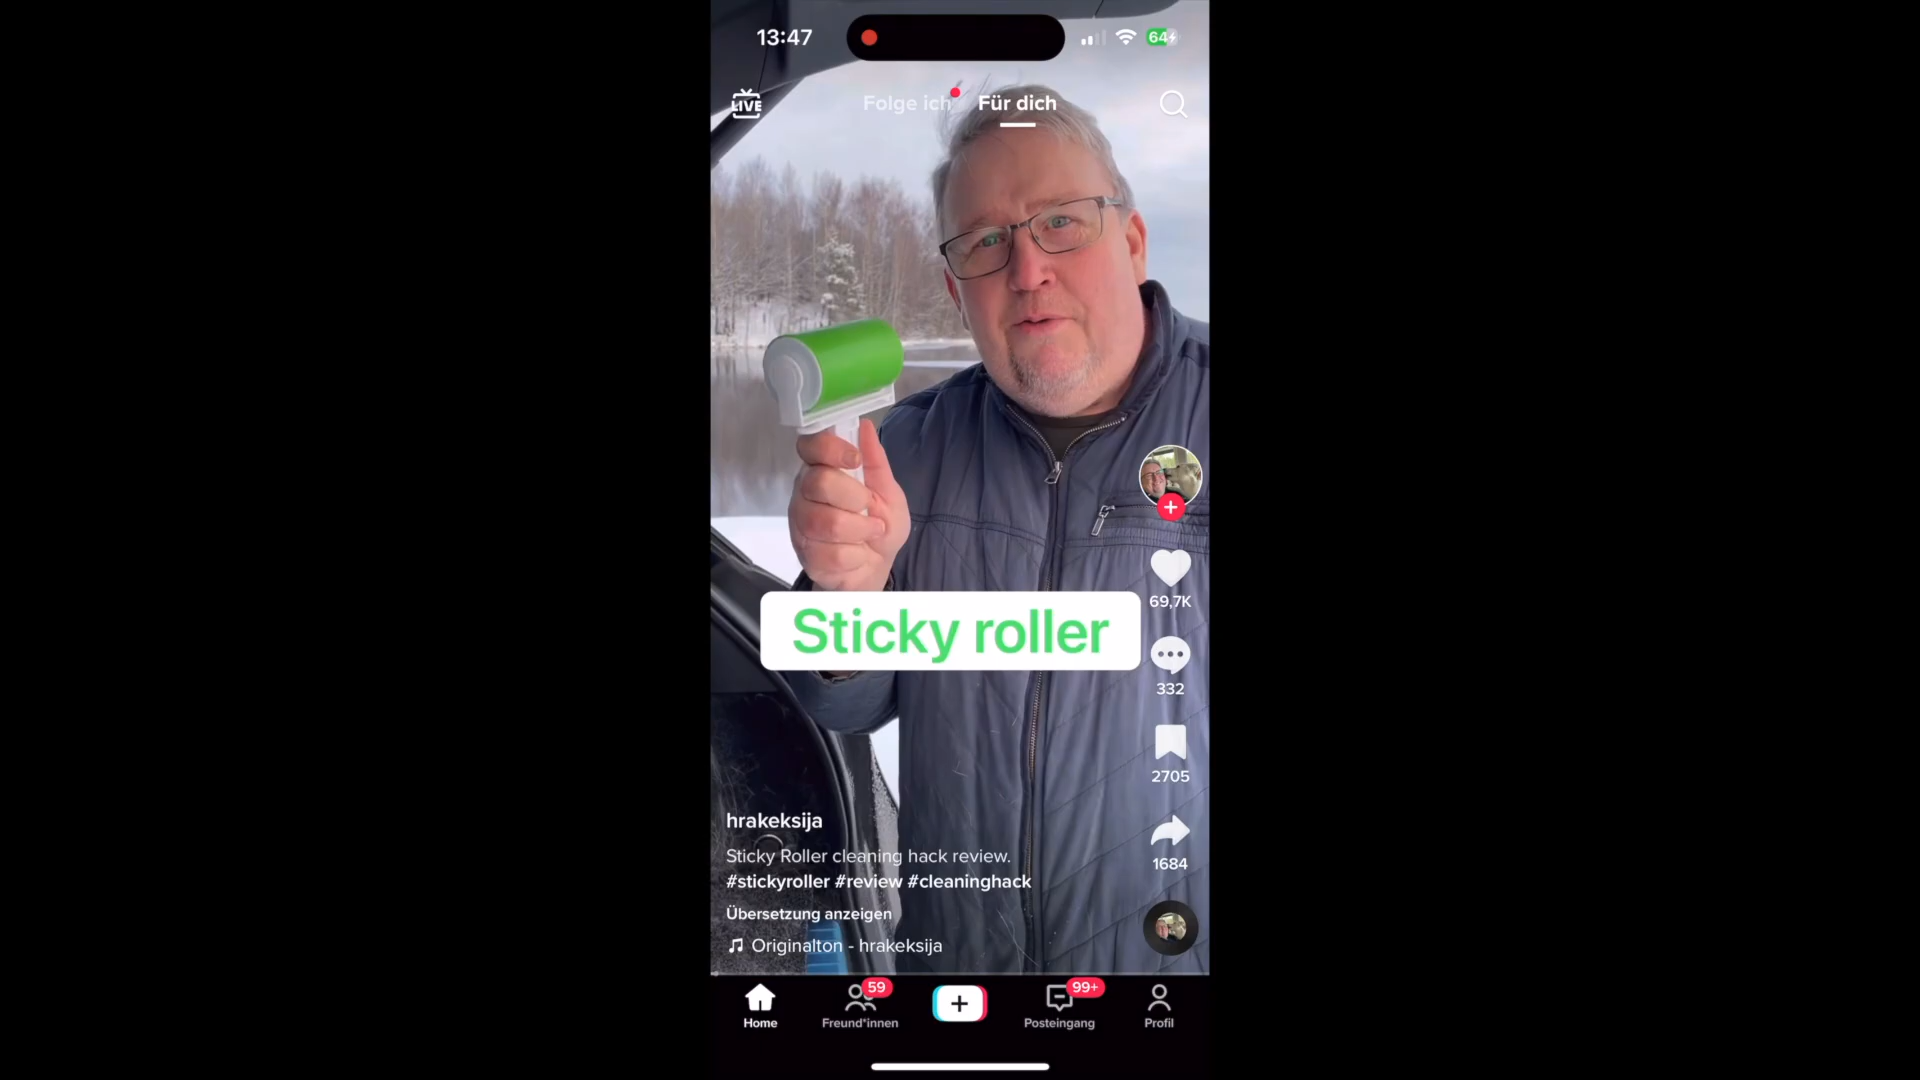 13:47
64
LIVE
Folge ich
Für dich
69,7K
Sticky roller
332
2705
hrakeksija
1684
Sticky Roller cleaning hack review.
#stickyroller #review #cleaninghack
Übersetzung anzeigen
Originalton - hrakeksija
59
99+
Home
Freund*innen
Posteingang
Profil